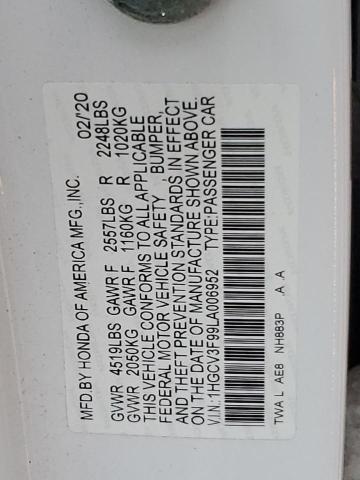 MFD.BY HONDA OF AMERICA MFG.,INC. 02/'20
GVWR 4519LBS GAWR F 2557LBS R 2248LBS
GVWR 2050KG GAWR F 1160KG R 1020KG
THIS VEHICLE CONFORMS TO ALL APPLICABLE
FEDERAL MOTOR VEHICLE SAFETY , BUMPER,
AND THEFT PREVENTION STANDARDS IN EFFECT
ON THE DATE OF MANUFACTURE SHOWN ABOVE.
V.I.N.:1HGCV3F99LA006952 TYPE:PASSENGER CAR
TWA L AE8 NH883P .A .A